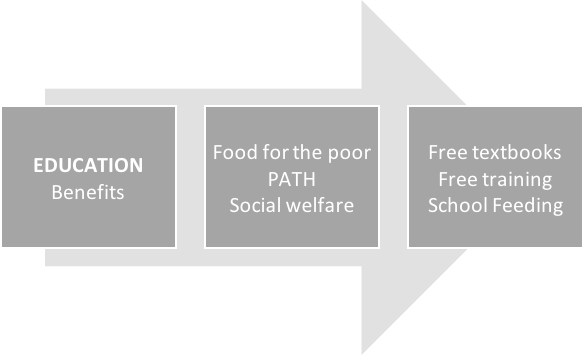 EDUCATION
Benefits
Food for the poor
PATH
Social welfare
Free textbooks
Free training
School Feeding